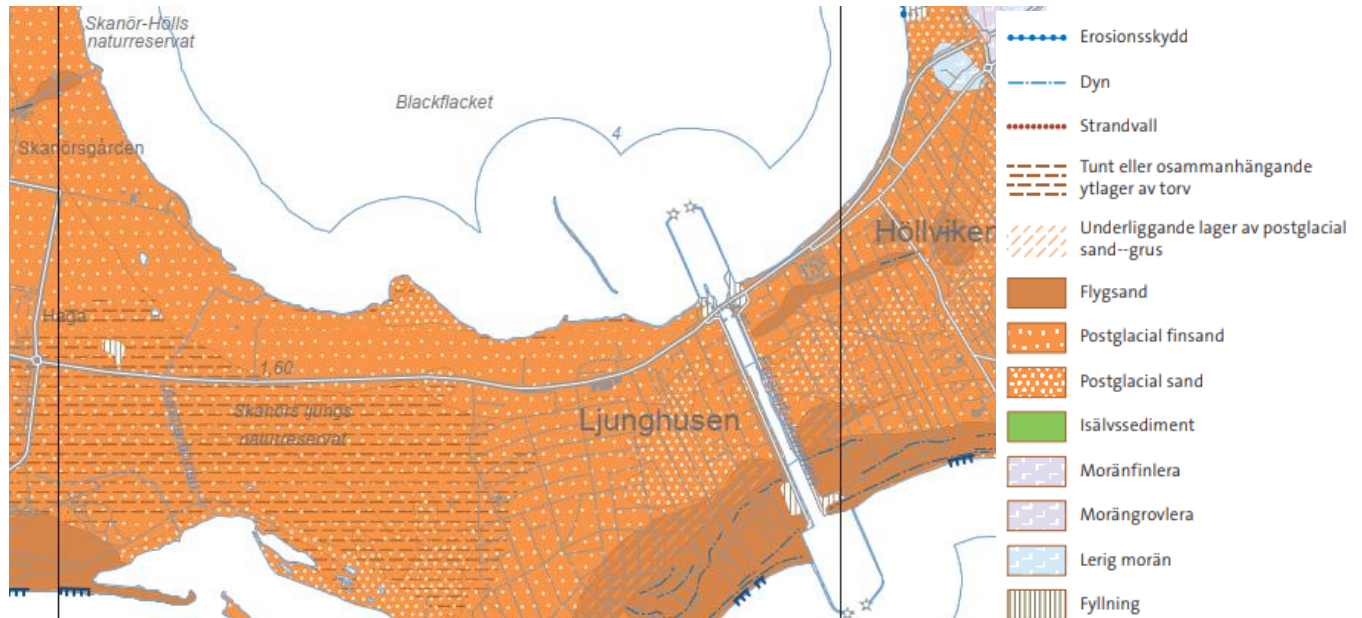 Skanör-Hölls
naturreservat
Blackflacket
4
Skanörsgården
Höllviken
Haga
1,60
Skanörs ljungs
naturreservat
Ljunghusen
Erosionsskydd
Dyn
Strandvall
Tunt eller osammanhängande
ytlager av torv
Underliggande lager av postglacial
sand--grus
Flygsand
Postglacial finsand
Postglacial sand
Isälvssediment
Moränfinlera
Morängrovlera
Lerig morän
Fyllning